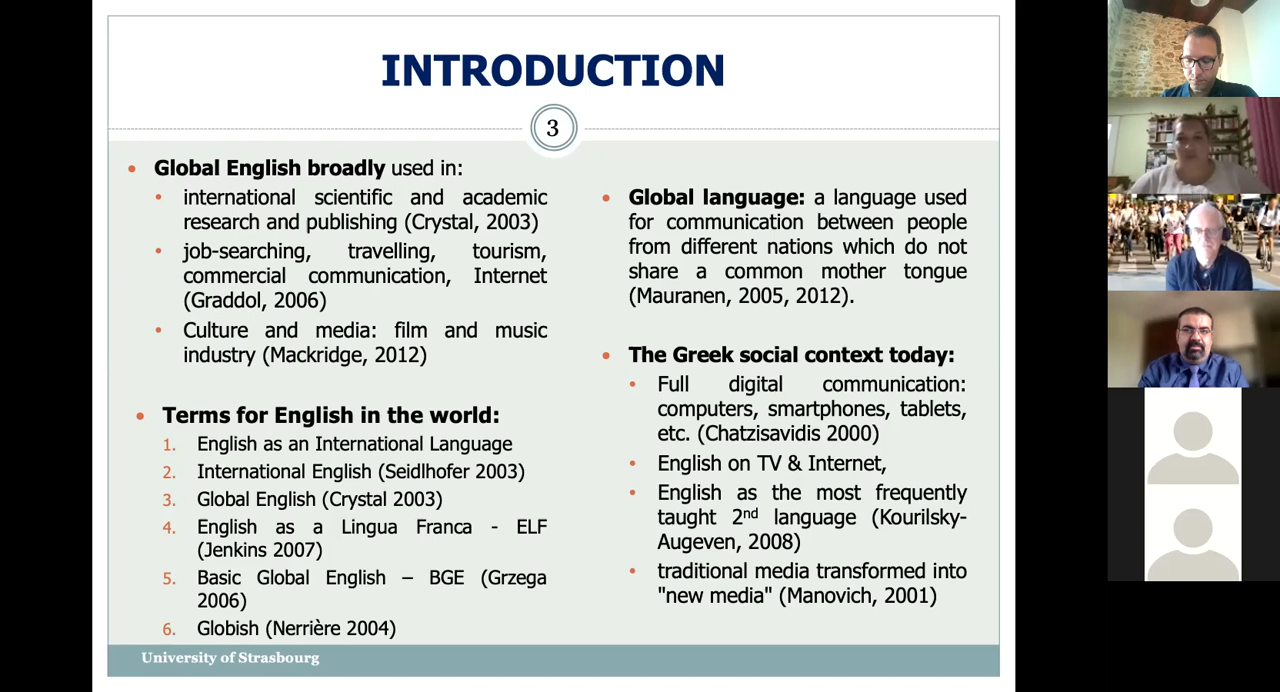 INTRODUCTION
3
• Global English broadly used in:
• international scientific and academic
research and publishing (Crystal, 2003)
• job-searching, travelling, tourism,
commercial communication, Internet
(Graddol, 2006)
• Culture and media: film and music
industry (Mackridge, 2012)
• Terms for English in the world:
1. English as an International Language
2. International English (Seidlhofer 2003)
3. Global English (Crystal 2003)
4. English as a Lingua Franca - ELF
(Jenkins 2007)
5. Basic Global English – BGE (Grzega
2006)
6. Globish (Nerrière 2004)
• Global language: a language used
for communication between people
from different nations which do not
share a common mother tongue
(Mauranen, 2005, 2012).
• The Greek social context today:
• Full digital communication:
computers, smartphones, tablets,
etc. (Chatzisavidis 2000)
• English on TV & Internet,
• English as the most frequently
taught 2nd language (Kourilsky-
Augeven, 2008)
• traditional media transformed into
"new media" (Manovich, 2001)
University of Strasbourg